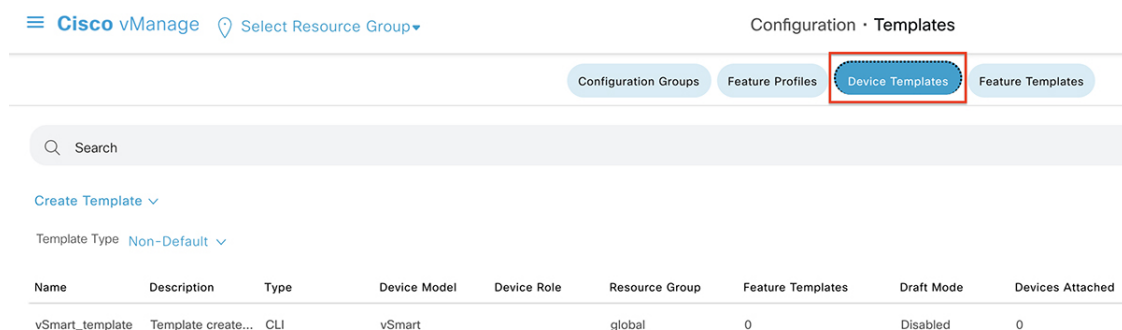 Cisco vManage Select Resource Group Configuration · Templates
Configuration Groups Feature Profiles Device Templates Feature Templates
Search
Create Template
Template Type Non-Default
Name Description Type Device Model Device Role Resource Group Feature Templates Draft Mode Devices Attached
vSmart_template Template create... CLI vSmart global 0 Disabled 0